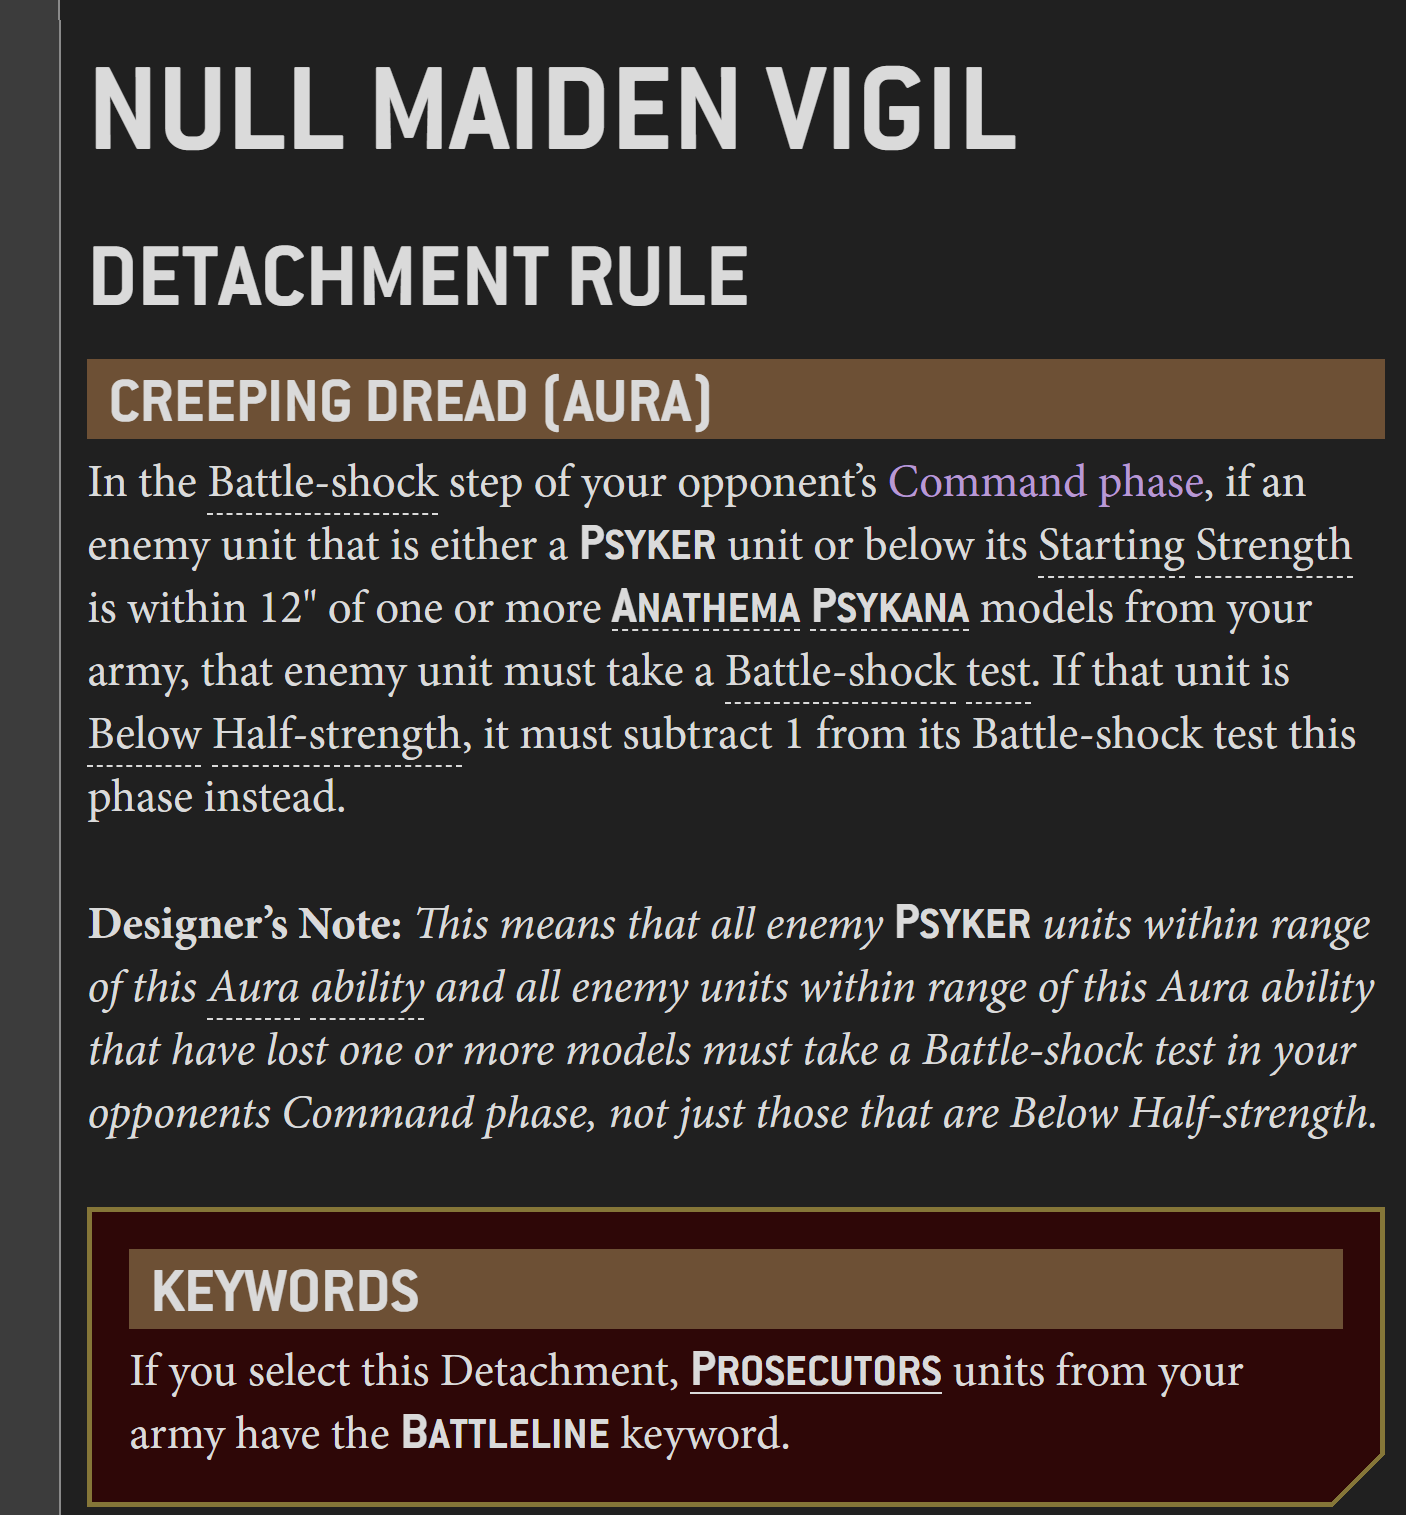 NULL MAIDEN VIGIL
DETACHMENT RULE
CREEPING DREAD (AURA)
In the Battle-shock step of your opponent’s Command phase, if an
enemy unit that is either a PSYKER unit or below its Starting Strength
is within 12" of one or more ANATHEMA PSYKANA models from your
army, that enemy unit must take a Battle-shock test. If that unit is
Below Half-strength, it must subtract 1 from its Battle-shock test this
phase instead.
Designer’s Note: This means that all enemy PSYKER units within range
of this Aura ability and all enemy units within range of this Aura ability
that have lost one or more models must take a Battle-shock test in your
opponents Command phase, not just those that are Below Half-strength.
KEYWORDS
If you select this Detachment, PROSECUTORS units from your
army have the BATTLELINE keyword.